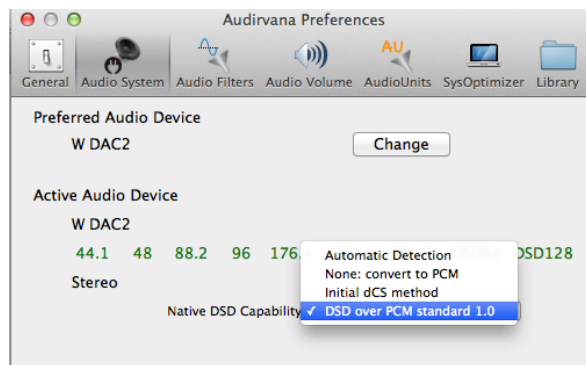 Audirvana Preferences
General Audio System Audio Filters Audio Volume AU AudioUnits SysOptimizer Library
Preferred Audio Device
W DAC2
Change
Active Audio Device
W DAC2
44.1 48 88.2 96 176. DSD128
Stereo
Native DSD Capability
Automatic Detection
None: convert to PCM
Initial dCS method
✓ DSD over PCM standard 1.0